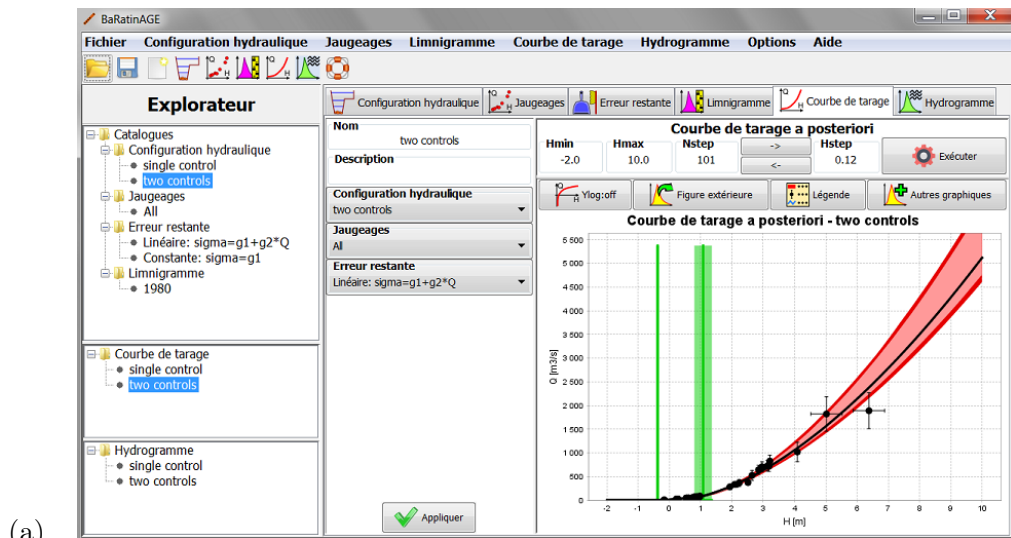 BaRatinAGE
Fichier Configuration hydraulique Jaugeages Limnigramme Courbe de tarage Hydrogramme Options Aide
Explorateur
Catalogues
Configuration hydraulique
single control
two controls
Jaugeages
All
Erreur restante
Linéaire: sigma=g1+g2*Q
Constante: sigma=g1
Limnigramme
1980
Courbe de tarage
single control
two controls
Hydrogramme
single control
two controls
Configuration hydraulique Jaugeages Erreur restante Limnigramme Courbe de tarage Hydrogramme
Nom
two controls
Description
Configuration hydraulique
two controls
Jaugeages
All
Erreur restante
Linéaire: sigma=g1+g2*Q
Appliquer
Courbe de tarage a posteriori
Hmin Hmax Nstep -> Hstep
-2.0 10.0 101 <- 0.12
Exécuter
Ylog:off Figure extérieure Légende Autres graphiques
Courbe de tarage a posteriori - two controls
Q [m3/s]
5 500
5 000
4 500
4 000
3 500
3 000
2 500
2 000
1 500
1 000
500
0
-2 -1 0 1 2 3 4 5 6 7 8 9 10
H [m]
(a)